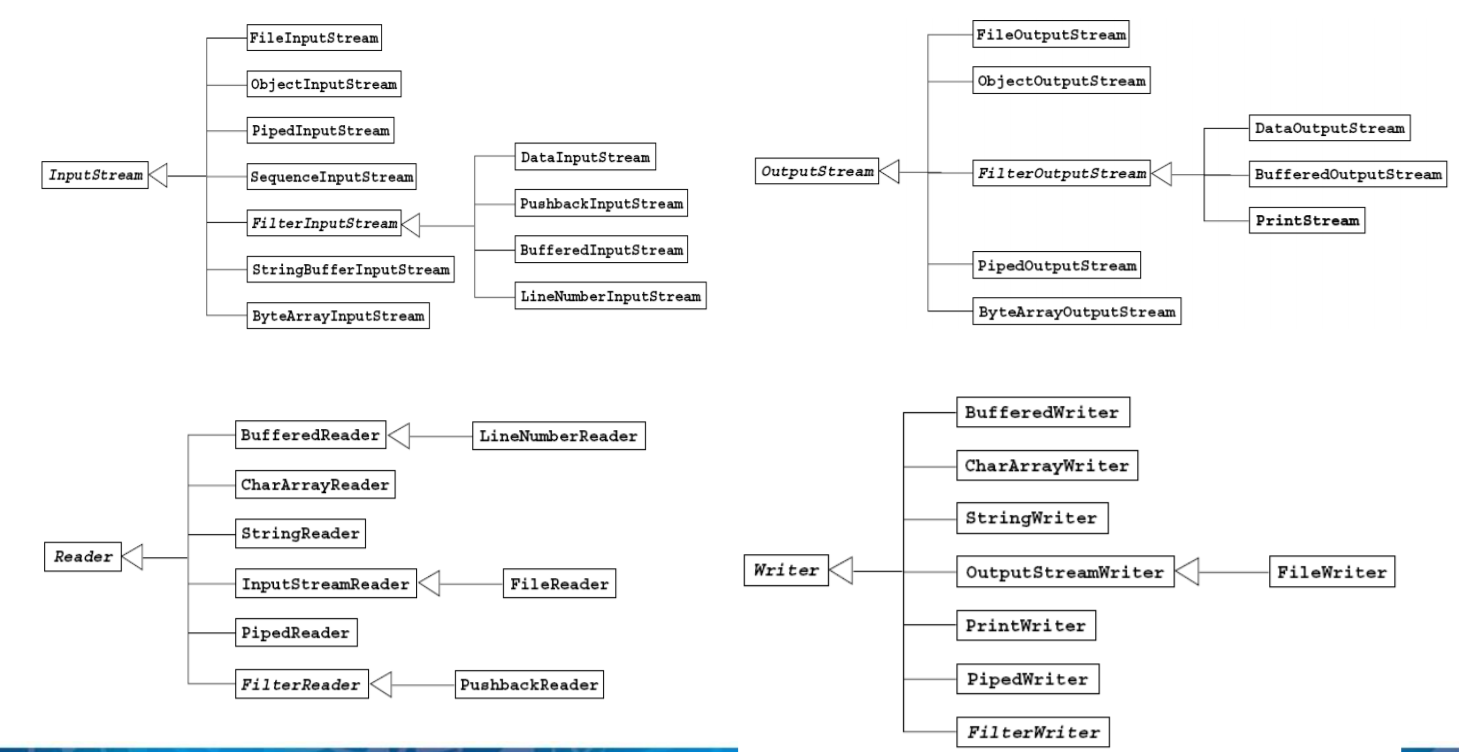 FileInputStream
ObjectInputStream
PipedInputStream
InputStream
SequenceInputStream
FilterInputStream
StringBufferInputStream
ByteArrayInputStream
DataInputStream
PushbackInputStream
BufferedInputStream
LineNumberInputStream
FileOutputStream
ObjectOutputStream
OutputStream
FilterOutputStream
PipedOutputStream
ByteArrayOutputStream
DataOutputStream
BufferedOutputStream
PrintStream
BufferedReader
LineNumberReader
CharArrayReader
StringReader
Reader
InputStreamReader
FileReader
PipedReader
FilterReader
PushbackReader
BufferedWriter
CharArrayWriter
StringWriter
Writer
OutputStreamWriter
FileWriter
PrintWriter
PipedWriter
FilterWriter